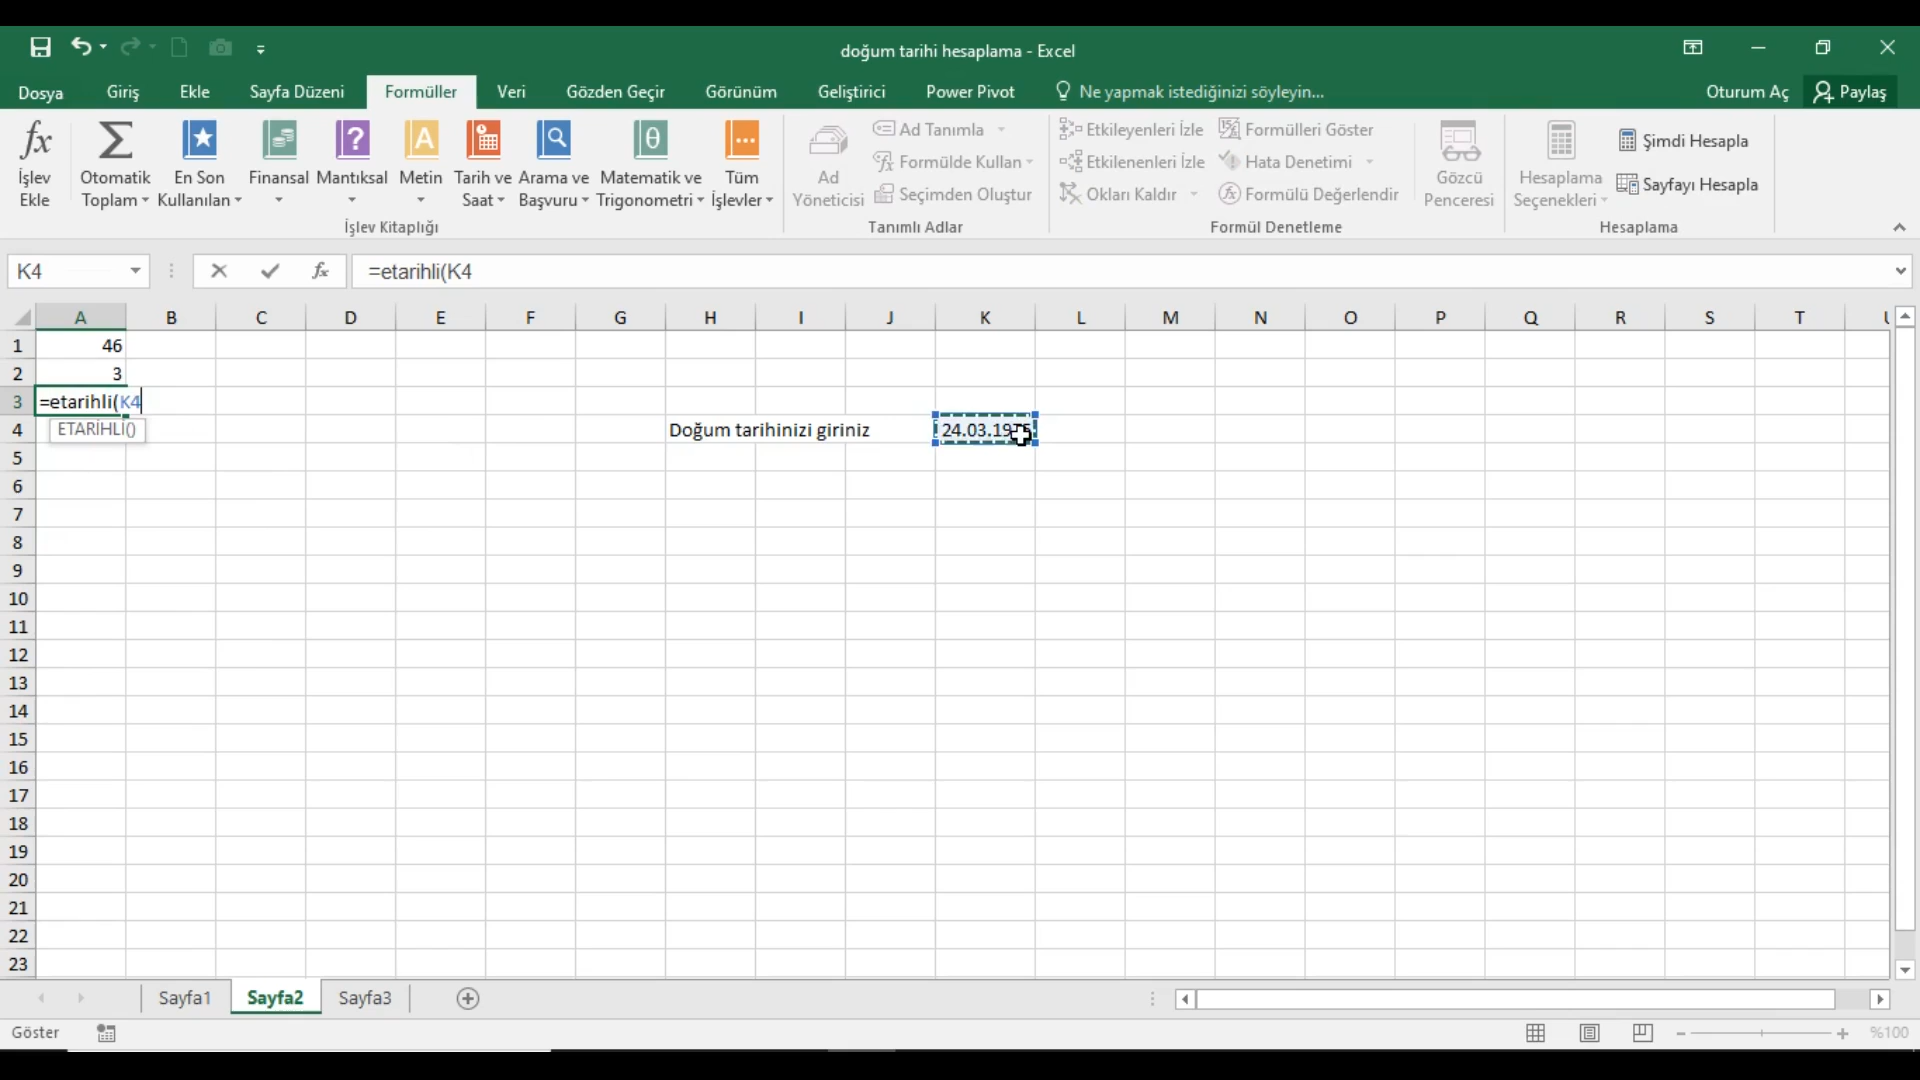 doğum tarihi hesaplama - Excel
Dosya Giriş Ekle Sayfa Düzeni Formüller Veri Gözden Geçir Görünüm Geliştirici Power Pivot Ne yapmak istediğinizi söyleyin... Oturum Aç Paylaş
İşlev Ekle
Otomatik Toplam
En Son Kullanılan
Finansal
Mantıksal
Metin
Tarih ve Saat
Arama ve Başvuru
Matematik ve Trigonometri
Tüm İşlevler
İşlev Kitaplığı
Ad Yöneticisi
Ad Tanımla
Formülde Kullan
Seçimden Oluştur
Tanımlı Adlar
Etkileyenleri İzle
Etkilenenleri İzle
Okları Kaldır
Formülleri Göster
Hata Denetimi
Formülü Değerlendir
Formül Denetleme
Gözcü Penceresi
Hesaplama Seçenekleri
Şimdi Hesapla
Sayfayı Hesapla
Hesaplama
K4 fx =etarihli(K4
A B C D E F G H I J K L M N O P Q R S T
1 46
2 3
3 =etarihli(K4
ETARİHLİ()
4 Doğum tarihinizi giriniz
5
6
7
8
9
10
11
12
13
14
15
16
17
18
19
20
21
22
23
Sayfa1 Sayfa2 Sayfa3
Göster %100